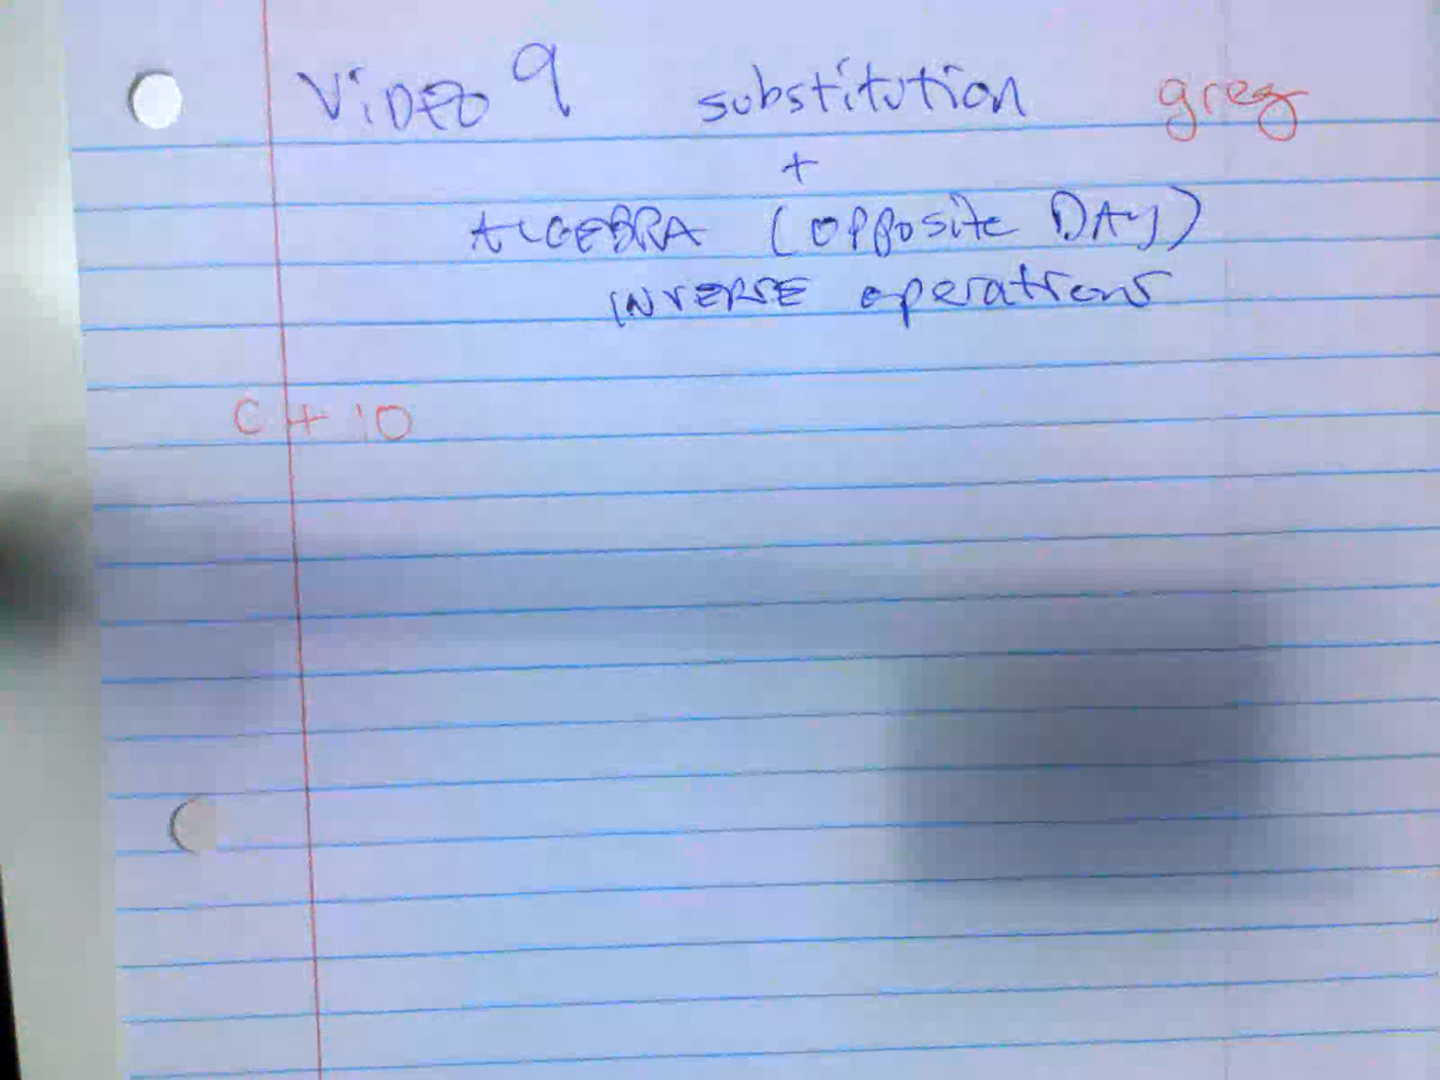 ViDEO 9 substitution greg
+
ALGEBRA (opposite DAY)
INVERSE operations
C + 10